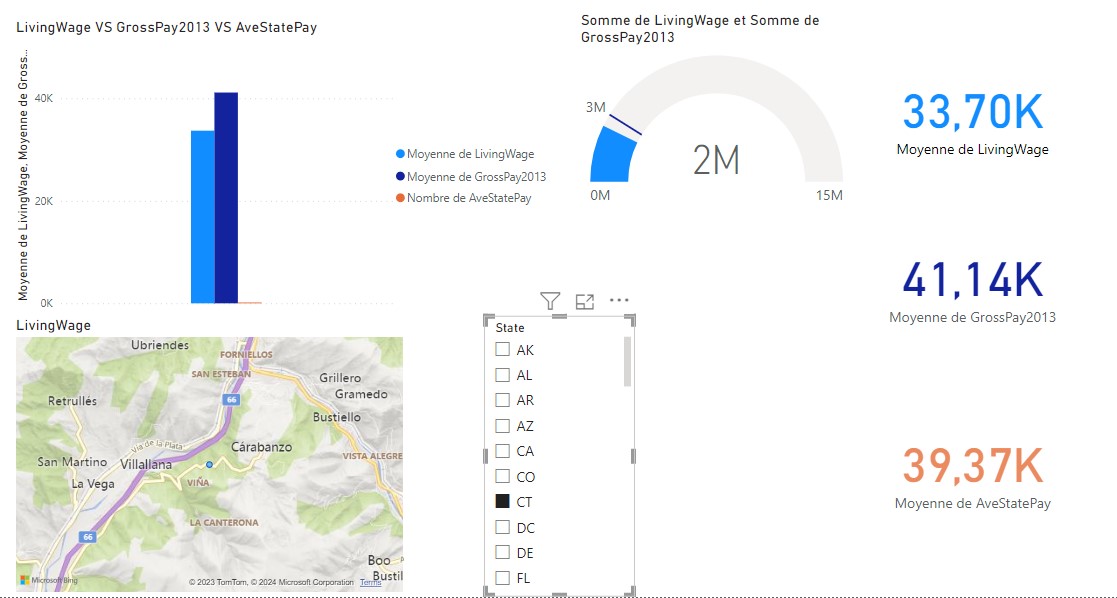 LivingWage VS GrossPay2013 VS AveStatePay
Moyenne de LivingWage, Moyenne de Gross...
40K
20K
0K
Moyenne de LivingWage
Moyenne de GrossPay2013
Nombre de AveStatePay
Somme de LivingWage et Somme de
GrossPay2013
3M
2M
0M
15M
33,70K
Moyenne de LivingWage
41,14K
Moyenne de GrossPay2013
39,37K
Moyenne de AveStatePay
LivingWage
Ubriendes
FORNIELLOS
SAN ESTEBAN
Grillero
Gramedo
Retrullés
66
Bustiello
Vía de la Plata
Cárabanzo
VISTA ALEGRE
San Martino
Villallana
La Vega
VIÑA
LA CANTERONA
66
Boo
Bustil
Microsoft Bing
© 2023 TomTom, © 2024 Microsoft Corporation Terms
State
AK
AL
AR
AZ
CA
CO
CT
DC
DE
FL